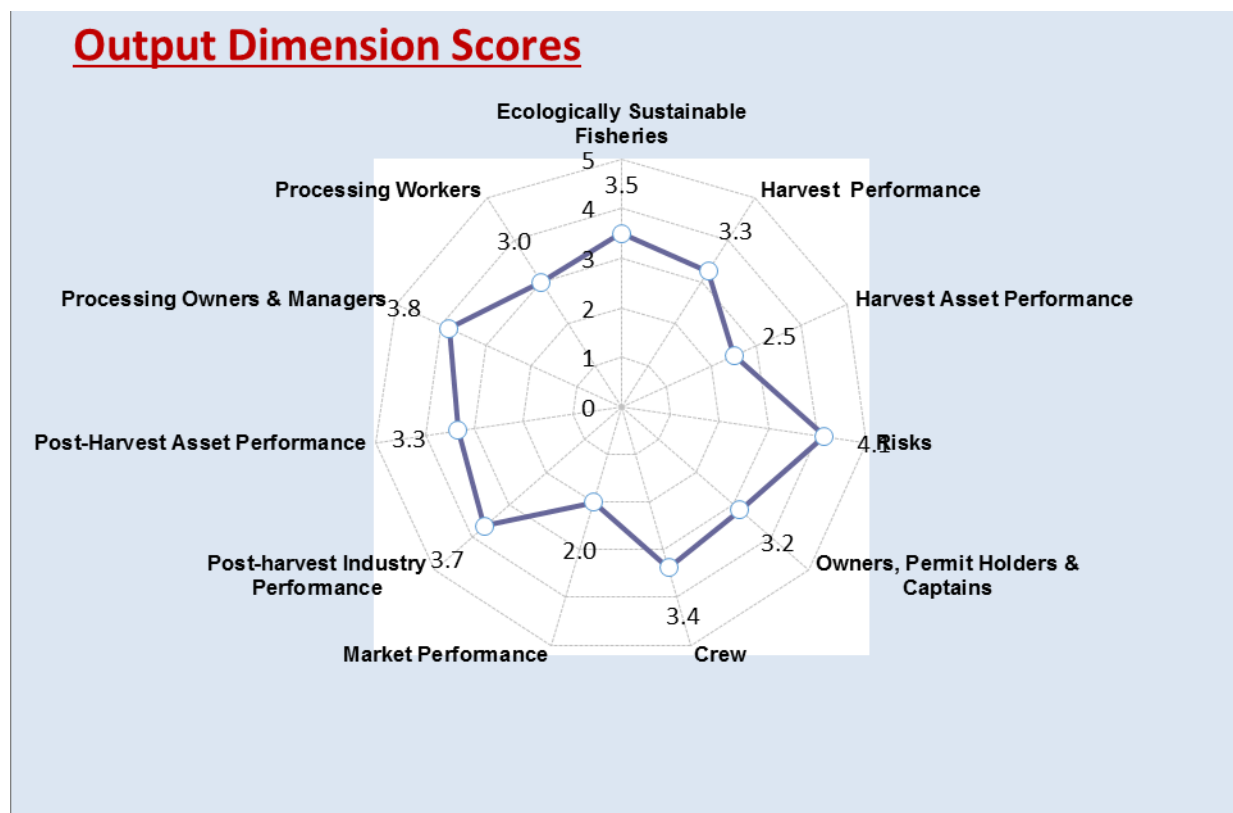 Output Dimension Scores
Ecologically Sustainable
Fisheries
5
3.5
Processing Workers
Harvest Performance
4
3.0
3.3
3
Processing Owners & Managers
3.8
Harvest Asset Performance
2
2.5
1
0
Post-Harvest Asset Performance
3.3
4.1
Risks
2.0
3.2
Post-harvest Industry
Performance
3.7
Owners, Permit Holders &
Captains
3.4
Market Performance
Crew